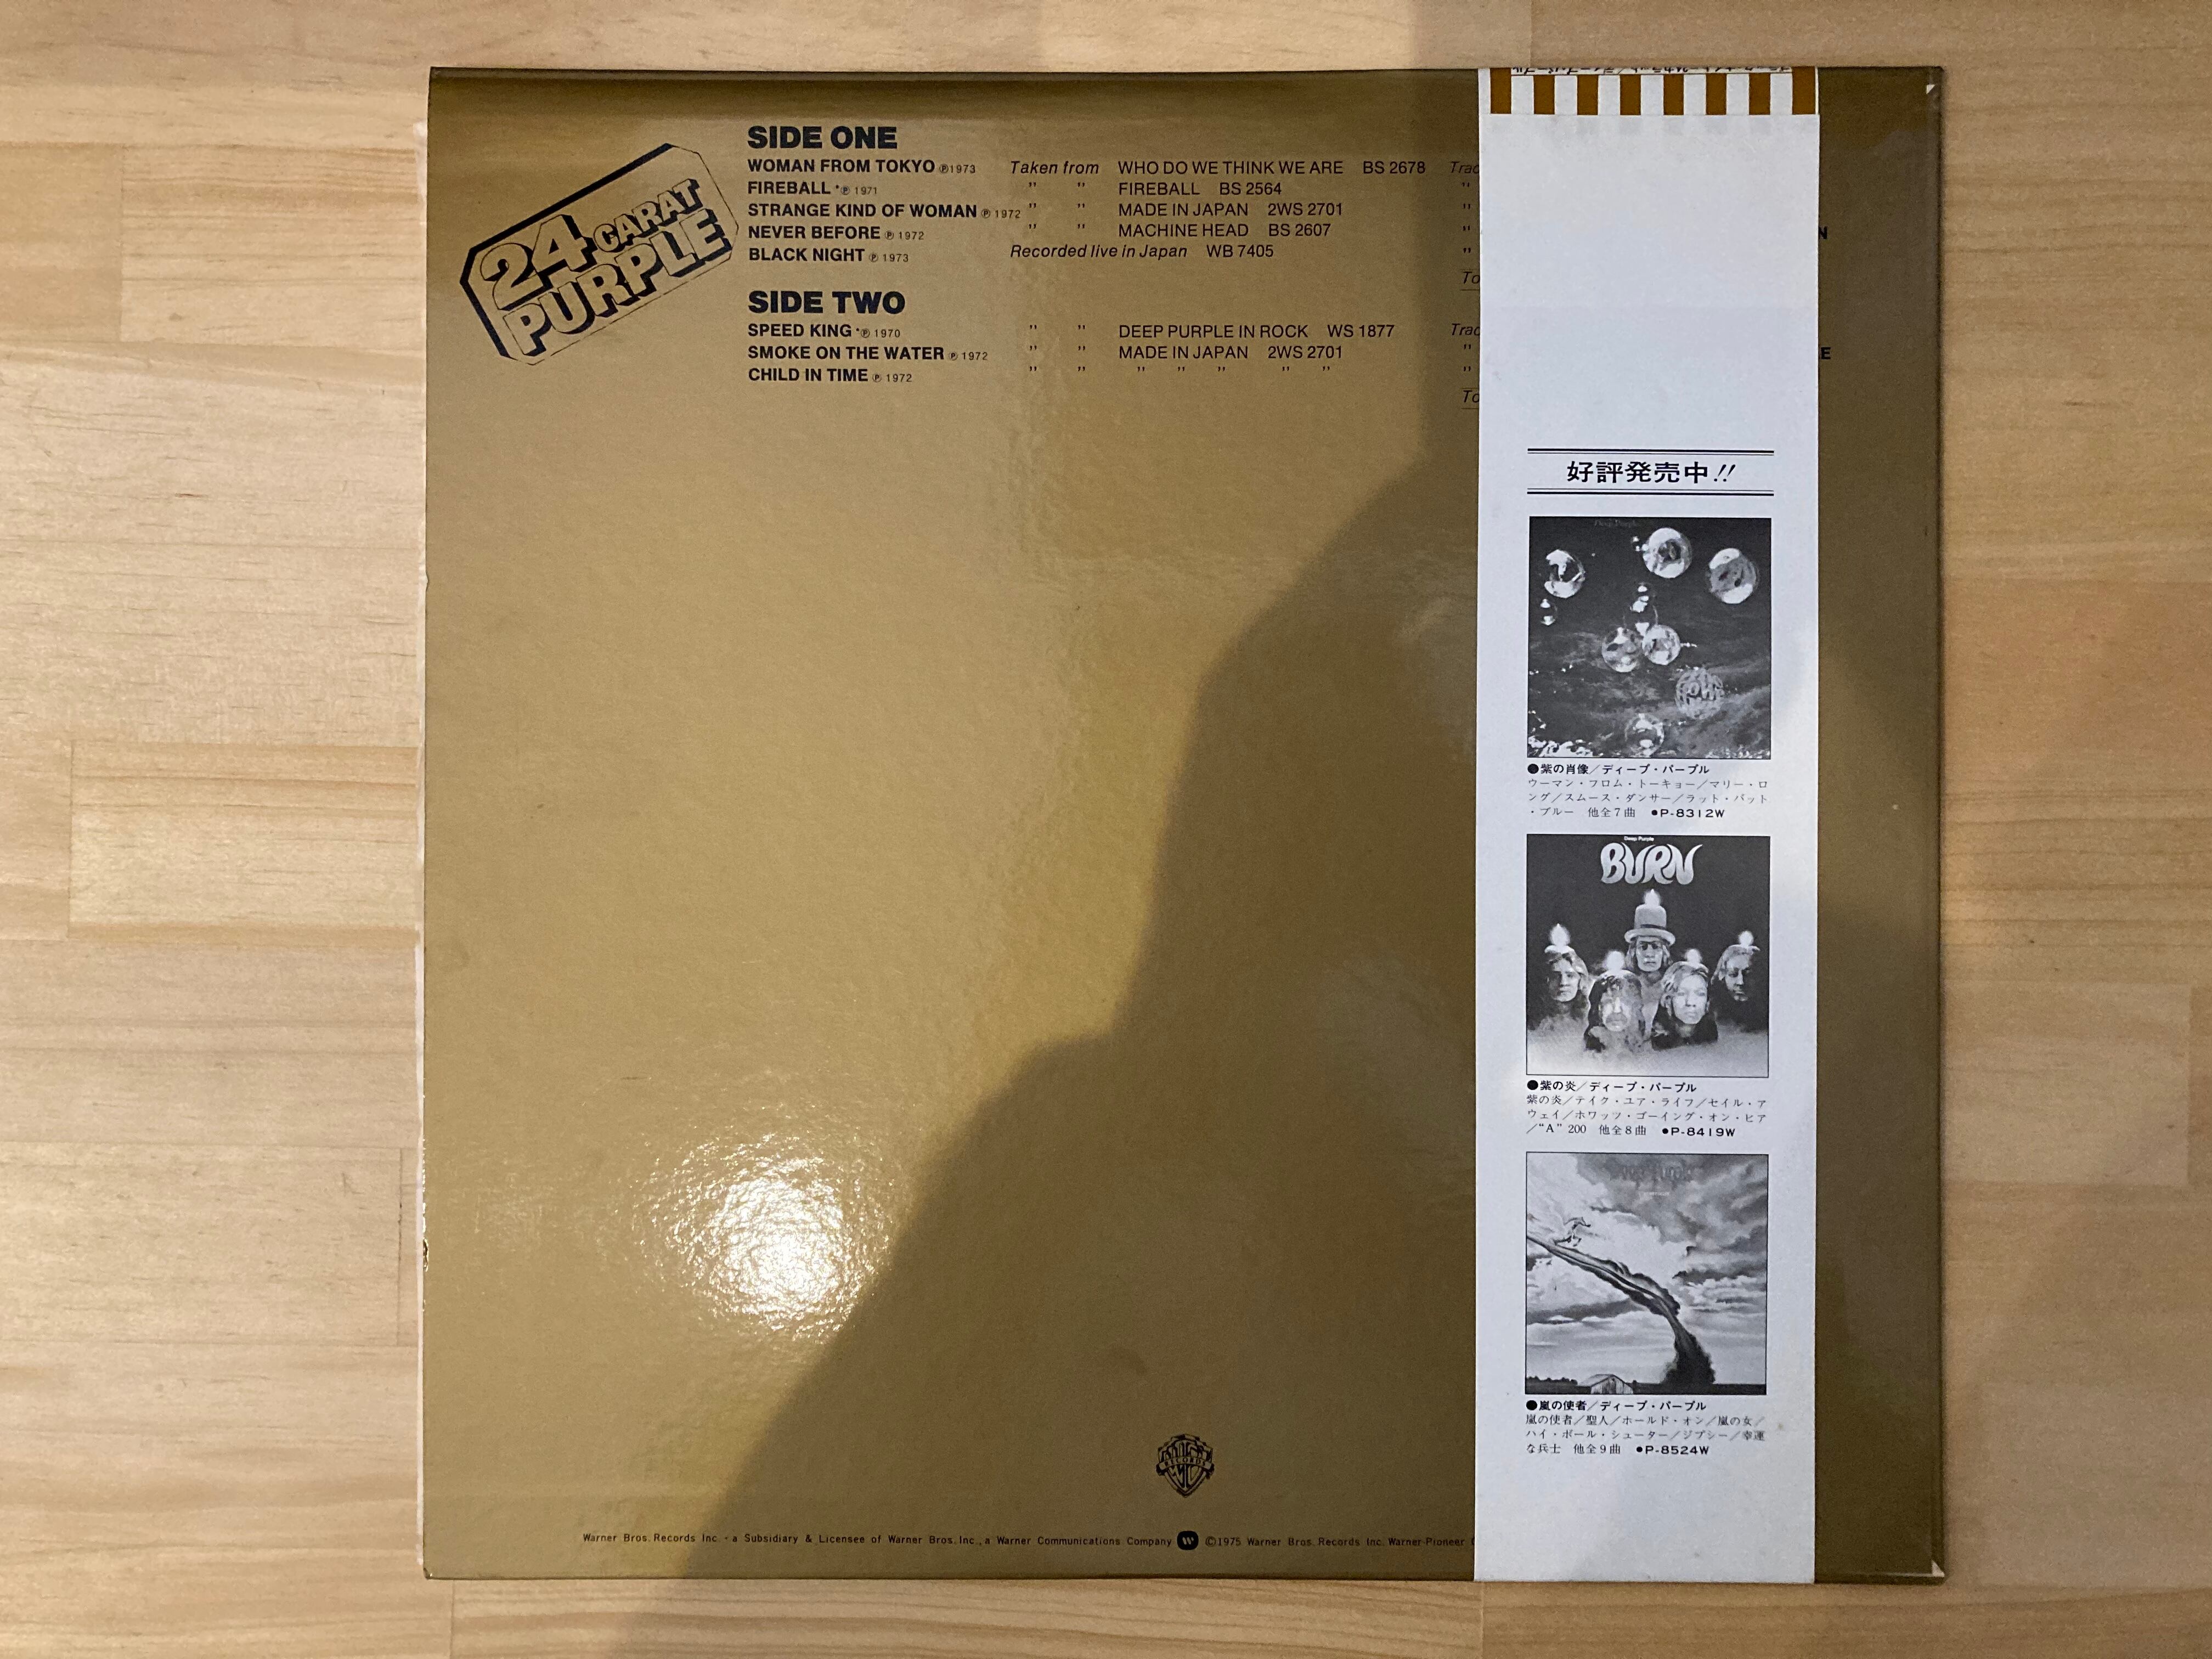 24 CARAT
PURPLE
SIDE ONE
WOMAN FROM TOKYO ℗1973 Taken from WHO DO WE THINK WE ARE BS 2678
FIREBALL *℗ 1971 " " FIREBALL BS 2564
STRANGE KIND OF WOMAN ℗ 1972 " " MADE IN JAPAN 2WS 2701
NEVER BEFORE ℗ 1972 " " MACHINE HEAD BS 2607
BLACK NIGHT ℗ 1973 Recorded live in Japan WB 7405
SIDE TWO
SPEED KING *℗ 1970 " " DEEP PURPLE IN ROCK WS 1877
SMOKE ON THE WATER ℗ 1972 " " MADE IN JAPAN 2WS 2701
CHILD IN TIME ℗ 1972 " " " " " " "
好評発売中!!
Deep Purple
●紫の肖像/ディープ・パープル
ウーマン・フロム・トーキョー/マリー・ロ
ング/スムース・ダンサー/ラット・バット
・ブルー 他全7曲 ●P-8312W
Deep Purple
BURN
●紫の炎/ディープ・パープル
紫の炎/テイク・ユア・ライフ/セイル・ア
ウェイ/ホワッツ・ゴーイング・オン・ヒア
/“A” 200 他全8曲 ●P-8419W
●嵐の使者/ディープ・パープル
嵐の使者/聖人/ホールド・オン/嵐の女/
ハイ・ボール・シューター/ジプシー/幸運
な兵士 他全9曲 ●P-8524W
RECORDS
Warner Bros. Records Inc. - a Subsidiary & Licensee of Warner Bros. Inc., a Warner Communications Company ©1975 Warner Bros. Records Inc. Warner-Pioneer